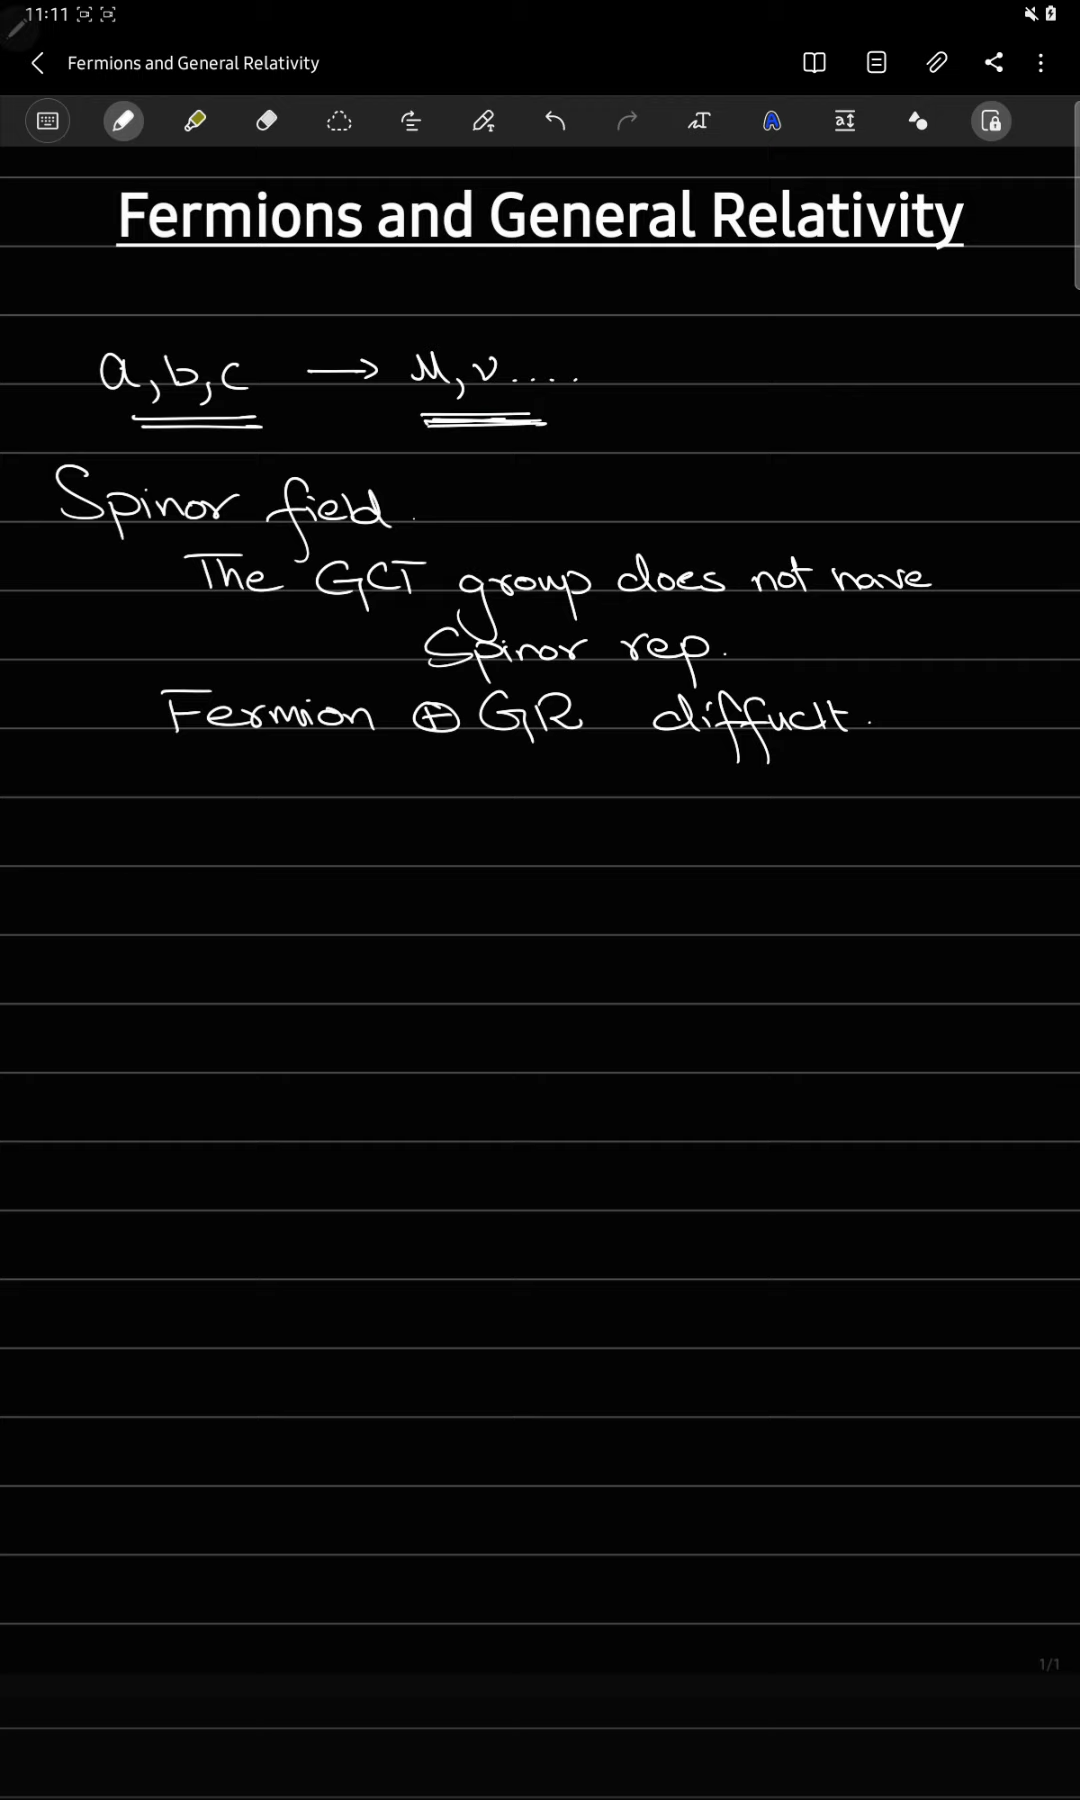 11:11
Fermions and General Relativity
Fermions and General Relativity
a, b, c → μ, ν ....
Spinor field.
The GCT group does not have
Spinor rep.
Fermion ⊕ GR diffuclt.
1/1